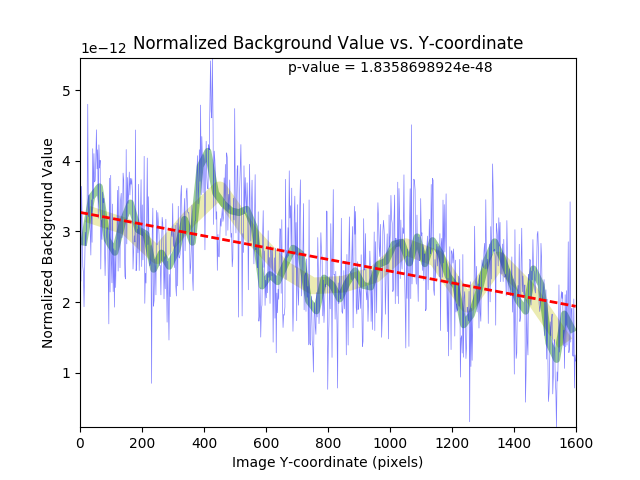 Normalized Background Value vs. Y-coordinate
1e−12
p-value = 1.8358698924e-48
Normalized Background Value
5
4
3
2
1
0 200 400 600 800 1000 1200 1400 1600
Image Y-coordinate (pixels)